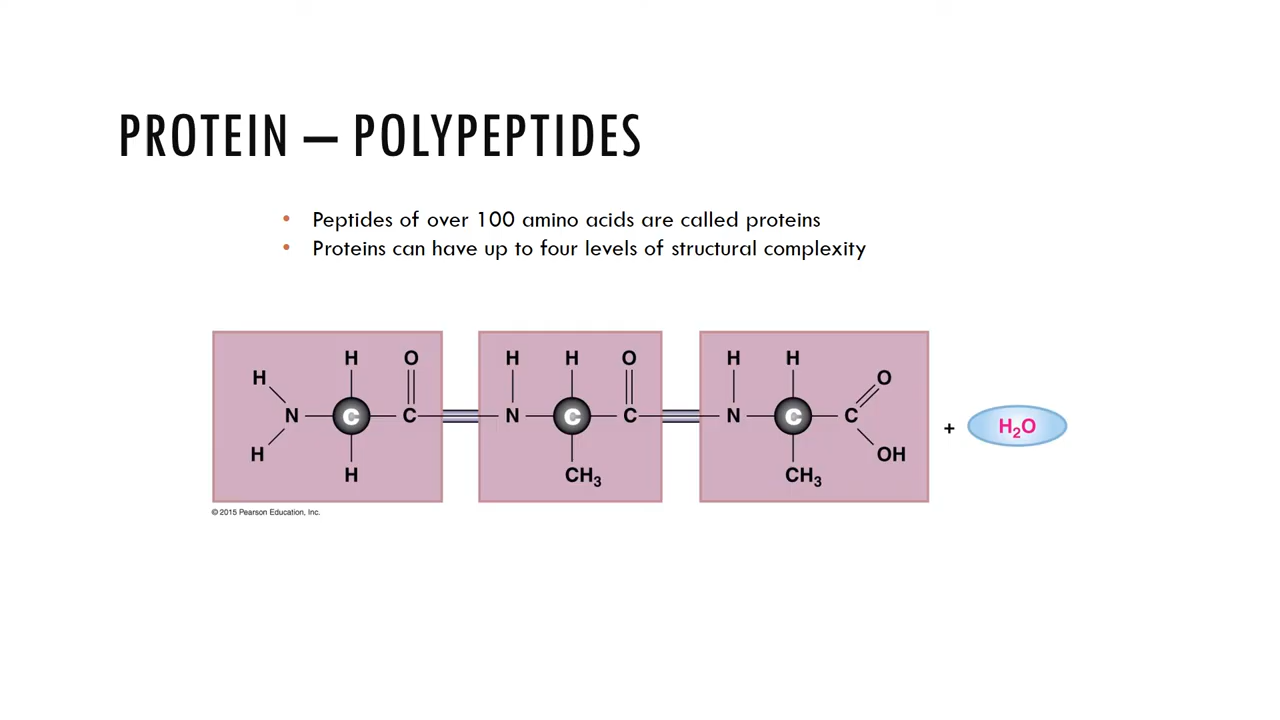 PROTEIN – POLYPEPTIDES
• Peptides of over 100 amino acids are called proteins
• Proteins can have up to four levels of structural complexity
H H O H H O H H O
H N C C N C C N C C OH
H H CH₃ CH₃
+ H₂O
© 2015 Pearson Education, Inc.